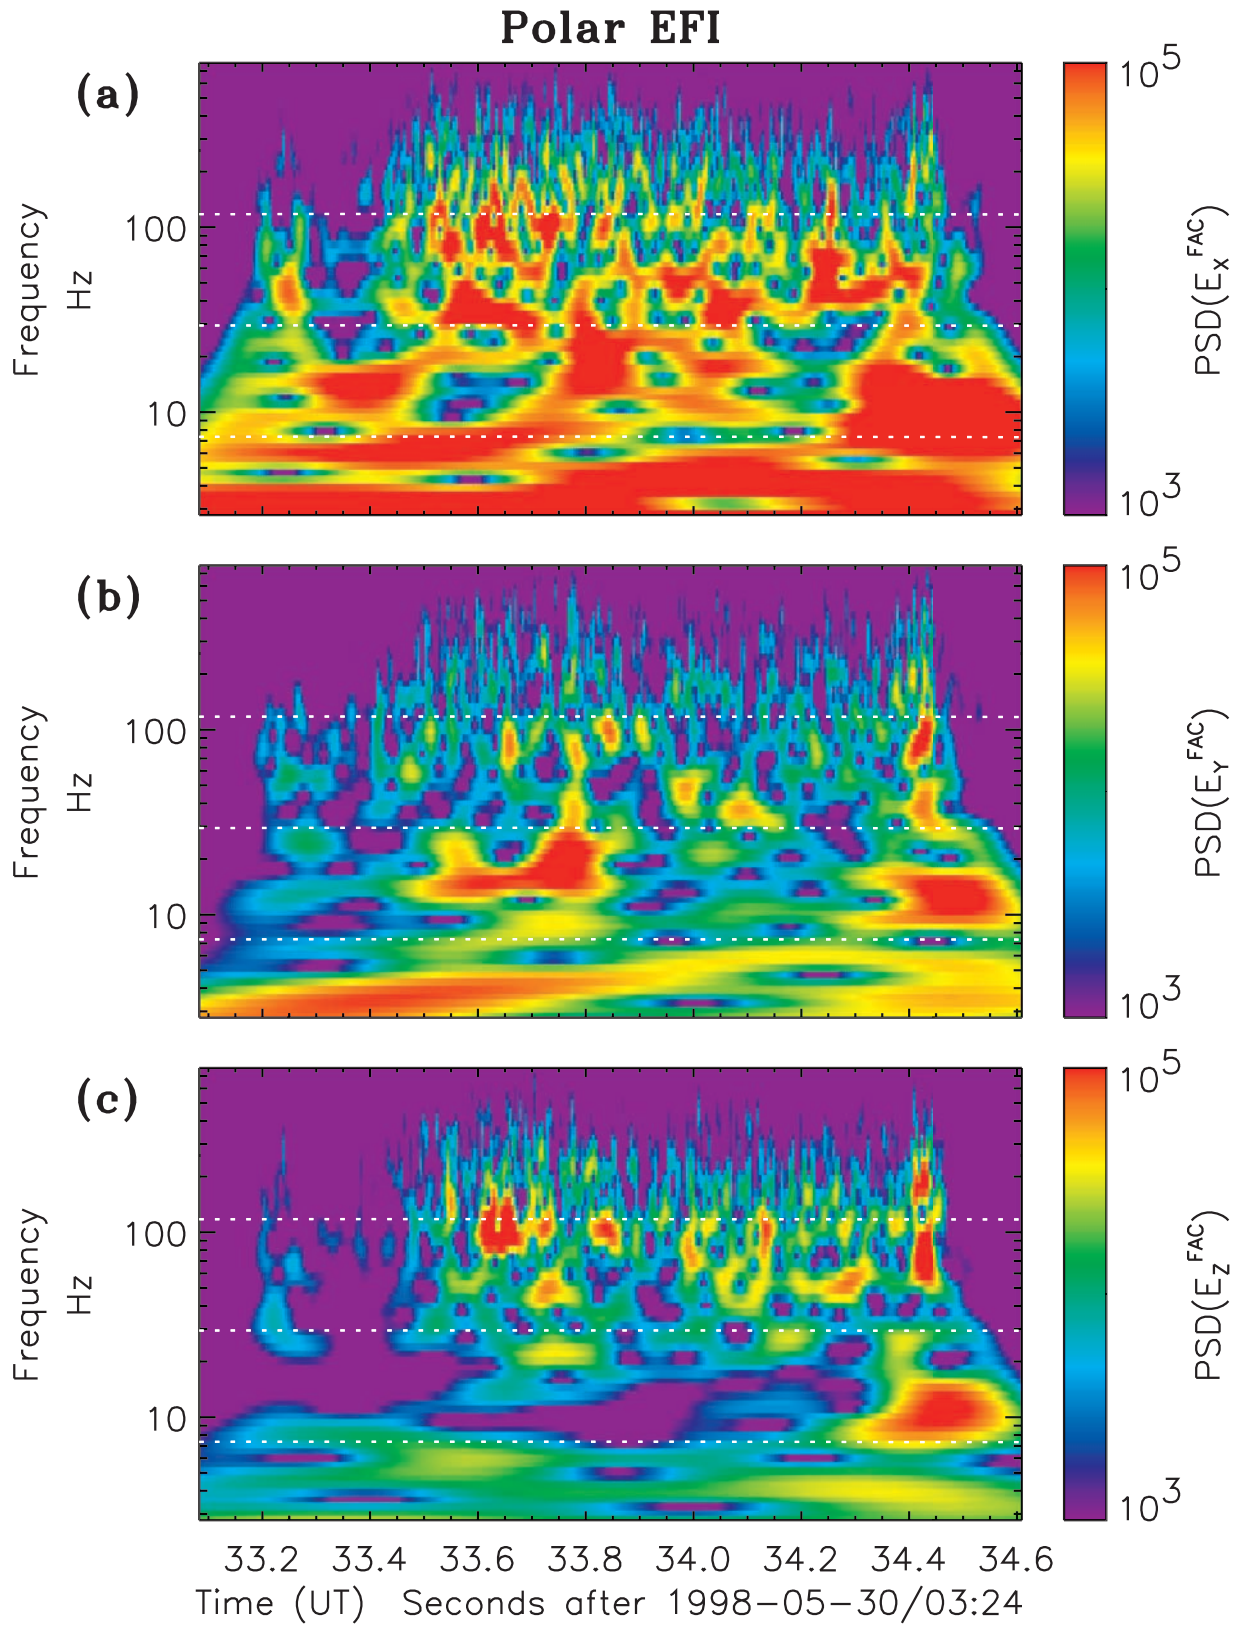 Polar EFI
(a)
Frequency
Hz
100
10
10^5
10^3
PSD(E_X^FAC)
(b)
Frequency
Hz
100
10
10^5
10^3
PSD(E_Y^FAC)
(c)
Frequency
Hz
100
10
10^5
10^3
PSD(E_Z^FAC)
33.2 33.4 33.6 33.8 34.0 34.2 34.4 34.6
Time (UT) Seconds after 1998-05-30/03:24